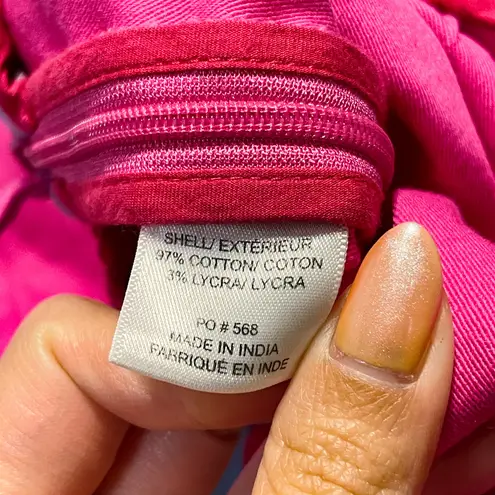 SHELL/ EXTÉRIEUR
97% COTTON/ COTON
3% LYCRA/ LYCRA
PO # 568
MADE IN INDIA
FABRIQUÉ EN INDE